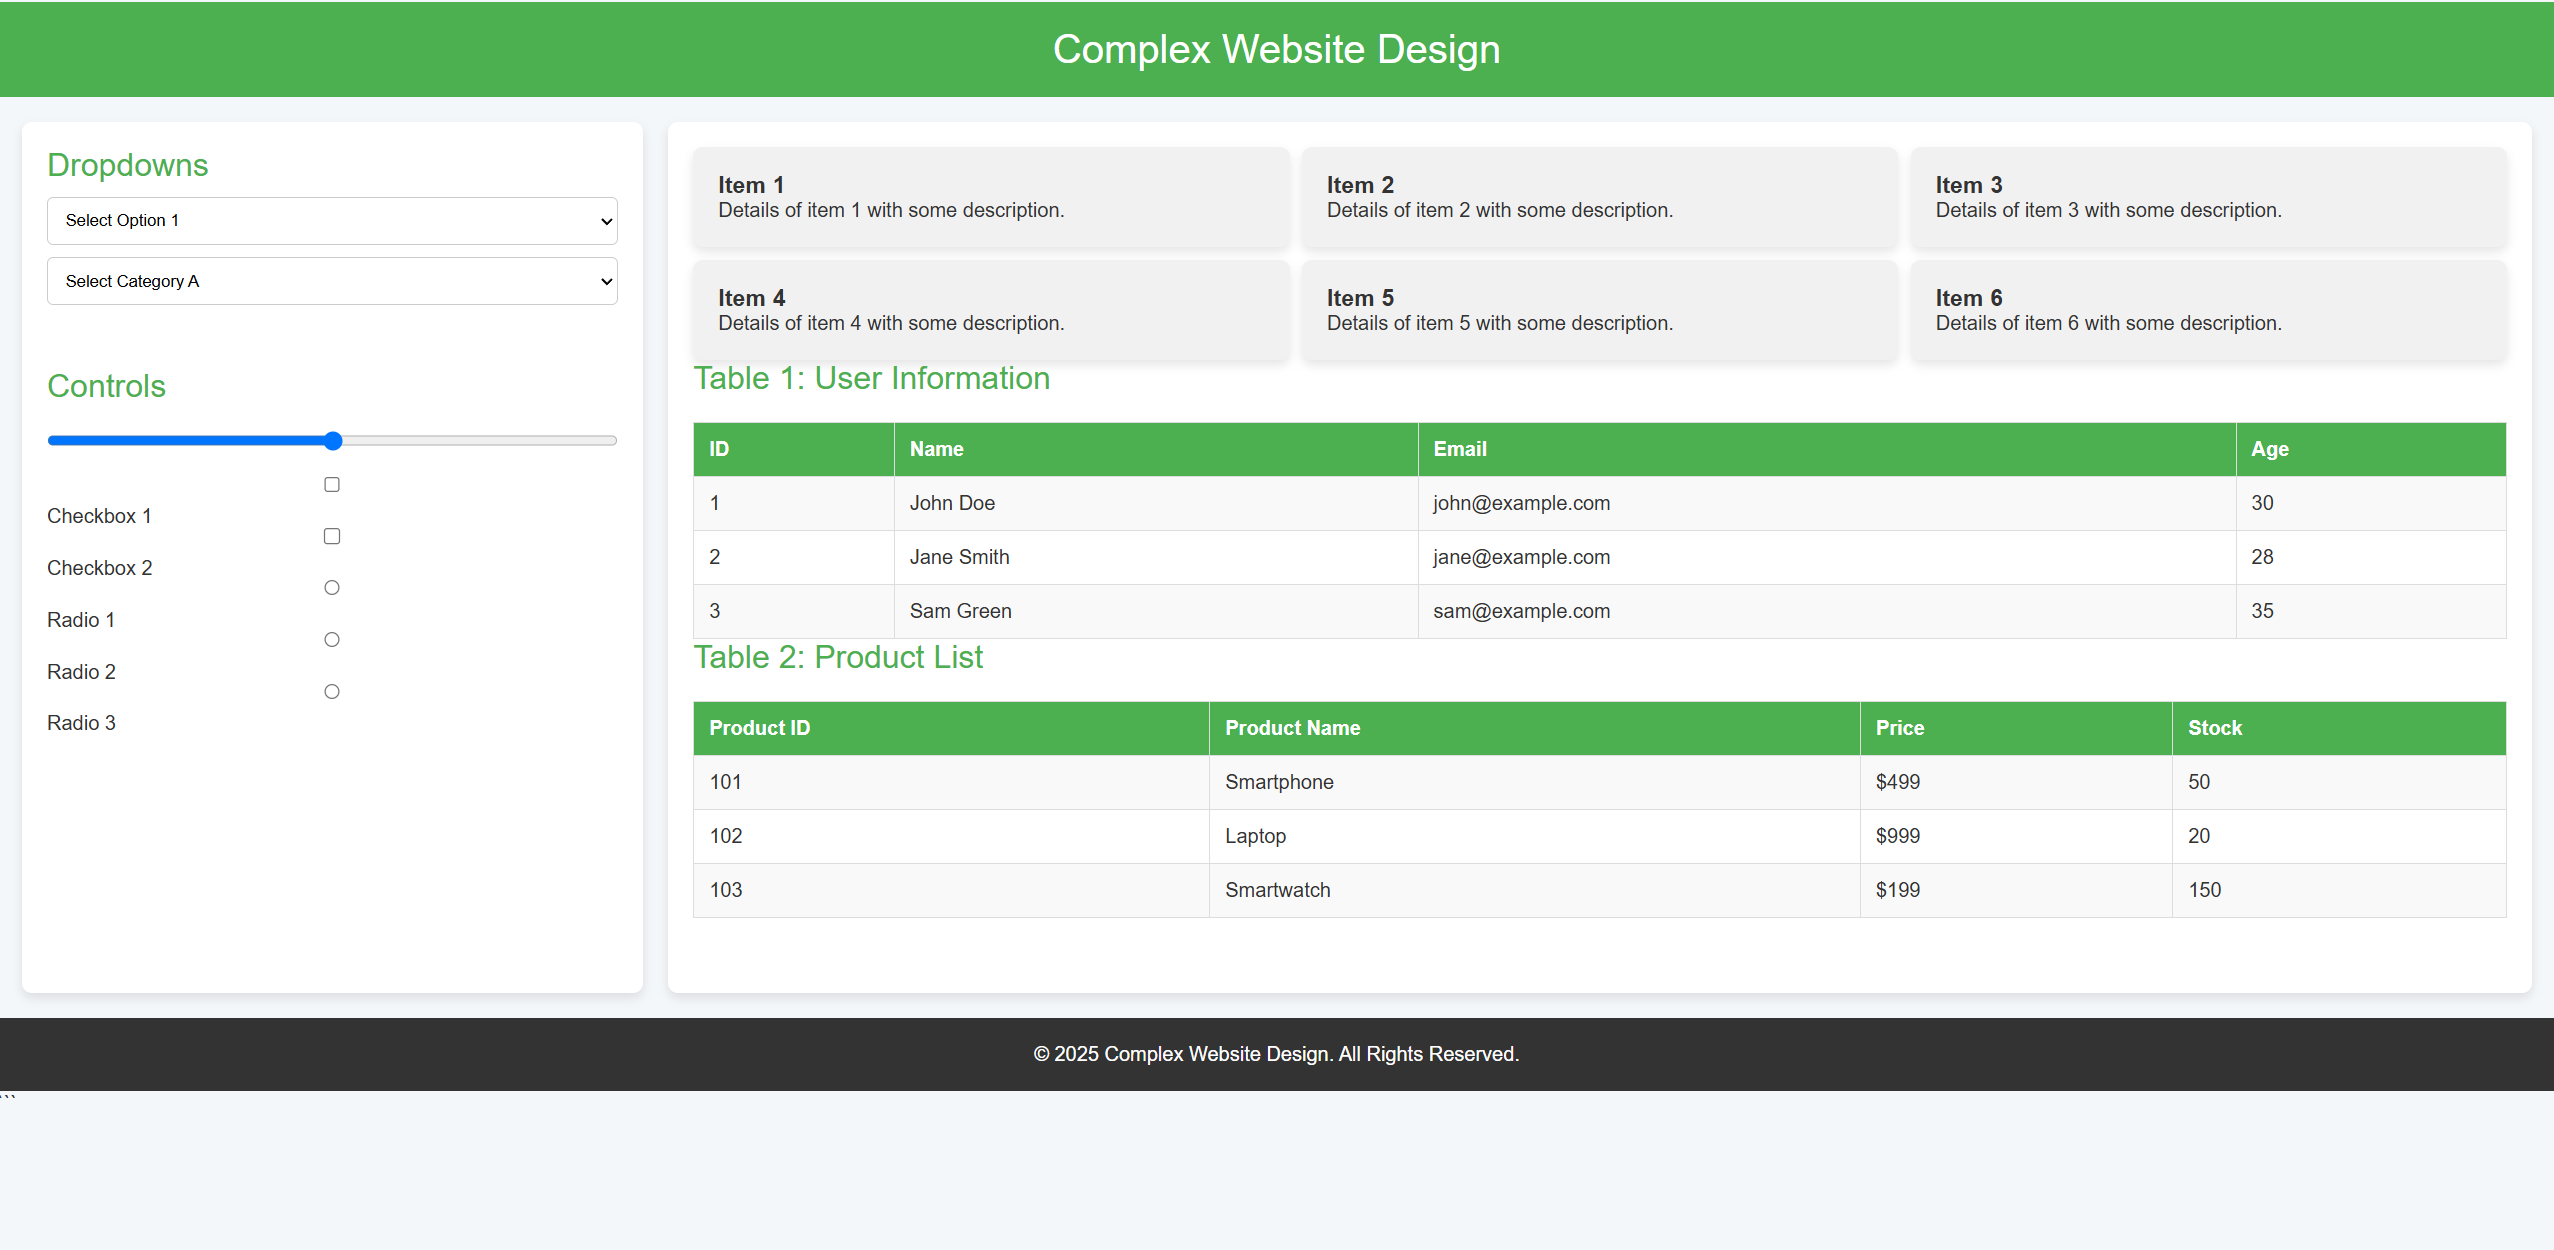 Complex Website Design
Dropdowns
Select Option 1
Select Category A
Controls
Checkbox 1
Checkbox 2
Radio 1
Radio 2
Radio 3
Item 1
Details of item 1 with some description.
Item 2
Details of item 2 with some description.
Item 3
Details of item 3 with some description.
Item 4
Details of item 4 with some description.
Item 5
Details of item 5 with some description.
Item 6
Details of item 6 with some description.
Table 1: User Information
ID Name Email Age
1 John Doe john@example.com 30
2 Jane Smith jane@example.com 28
3 Sam Green sam@example.com 35
Table 2: Product List
Product ID Product Name Price Stock
101 Smartphone $499 50
102 Laptop $999 20
103 Smartwatch $199 150
© 2025 Complex Website Design. All Rights Reserved.
```